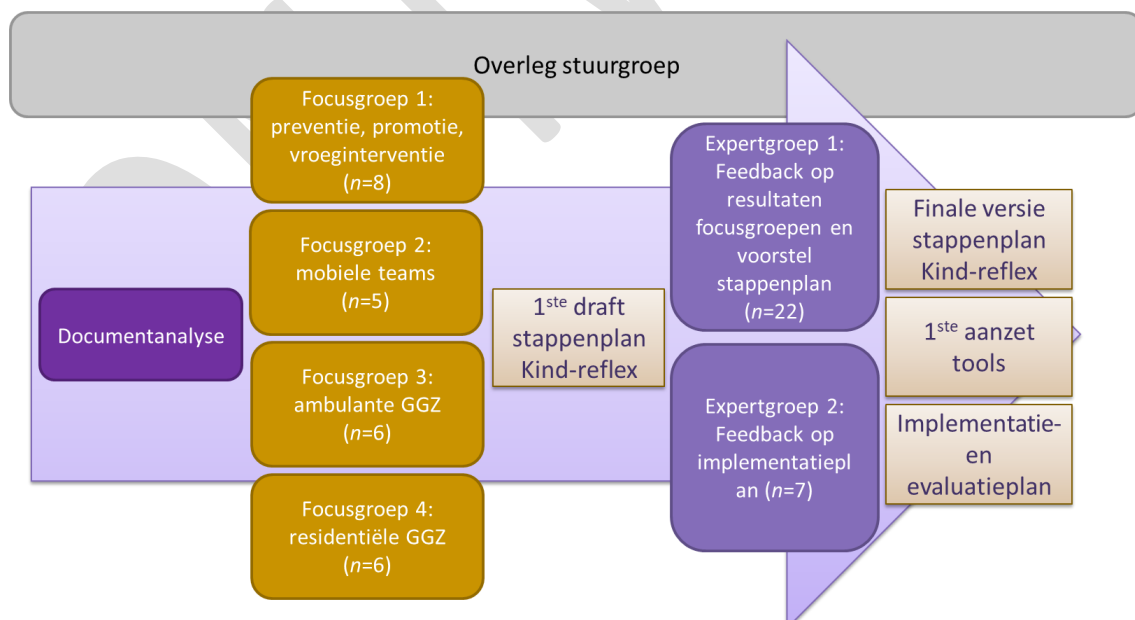 Overleg stuurgroep
Documentanalyse
Focusgroep 1:
preventie, promotie,
vroeginterventie
(n=8)
Focusgroep 2:
mobiele teams
(n=5)
Focusgroep 3:
ambulante GGZ
(n=6)
Focusgroep 4:
residentiële GGZ
(n=6)
1ste draft
stappenplan
Kind-reflex
Expertgroep 1:
Feedback op
resultaten
focusgroepen en
voorstel
stappenplan
(n=22)
Expertgroep 2:
Feedback op
implementatiepl
an (n=7)
Finale versie
stappenplan
Kind-reflex
1ste aanzet
tools
Implementatie-
en
evaluatieplan